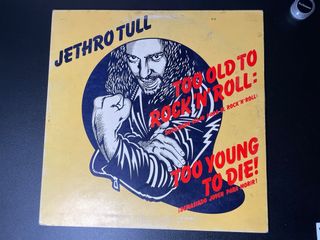 JETHRO TULL
TOO OLD TO
ROCK'N'ROLL:
ROCK'N'ROLL:
TOO YOUNG
TO DIE!
¡DEMASIADO JOVEN PARA MORIR!